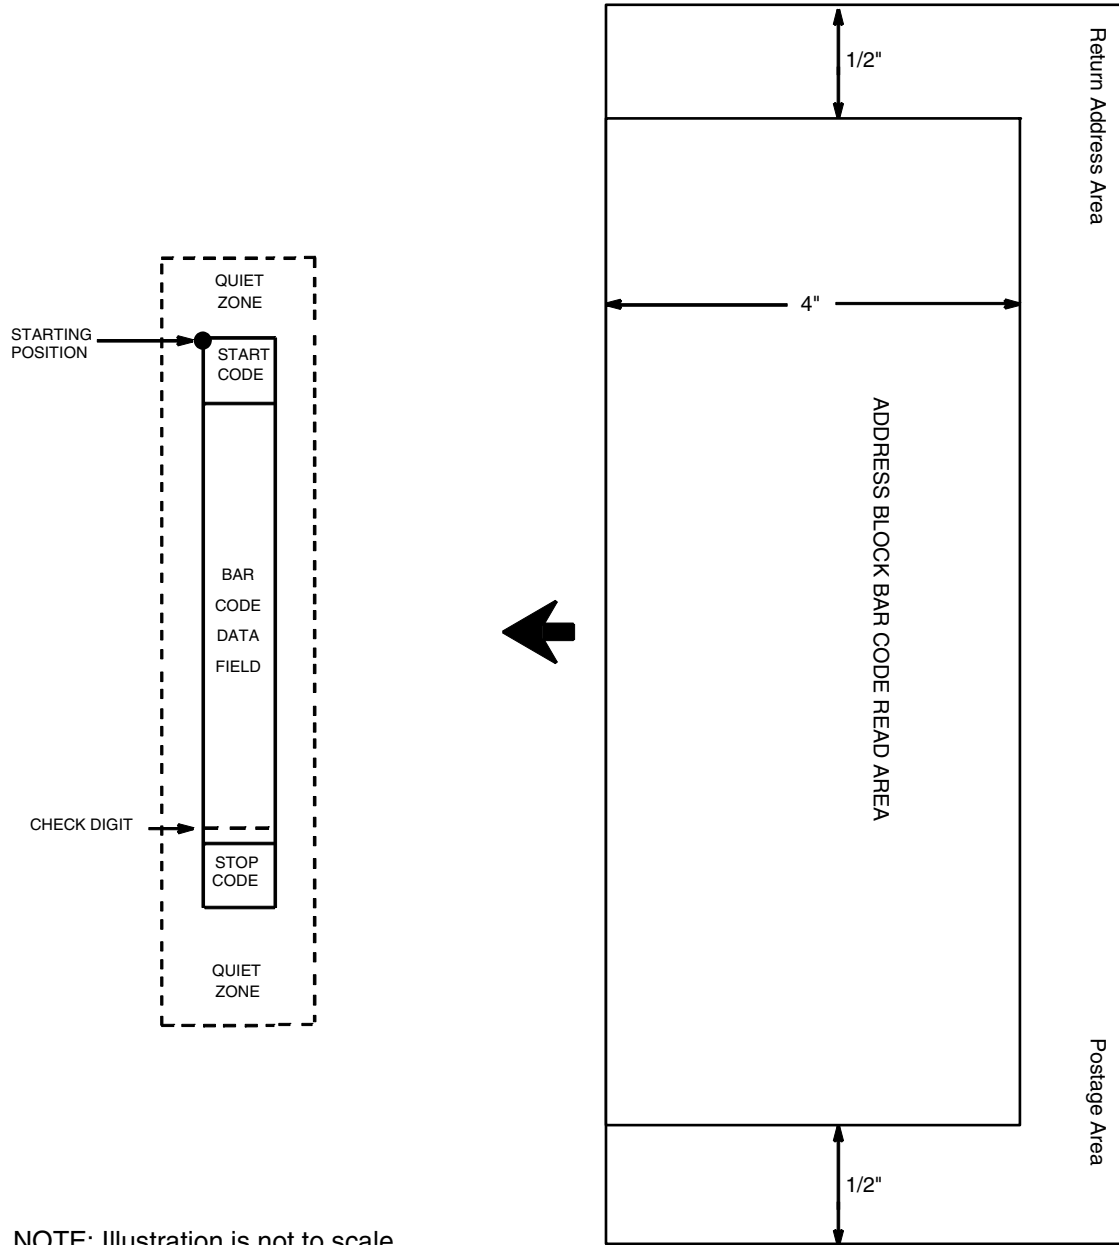 QUIET
ZONE
STARTING
POSITION
START
CODE
BAR
CODE
DATA
FIELD
CHECK DIGIT
STOP
CODE
QUIET
ZONE
1/2"
Return Address Area
4"
ADDRESS BLOCK BAR CODE READ AREA
Postage Area
1/2"
NOTE: Illustration is not to scale